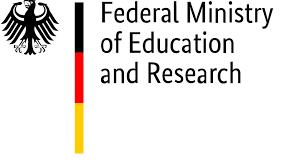 Federal Ministry
of Education
and Research